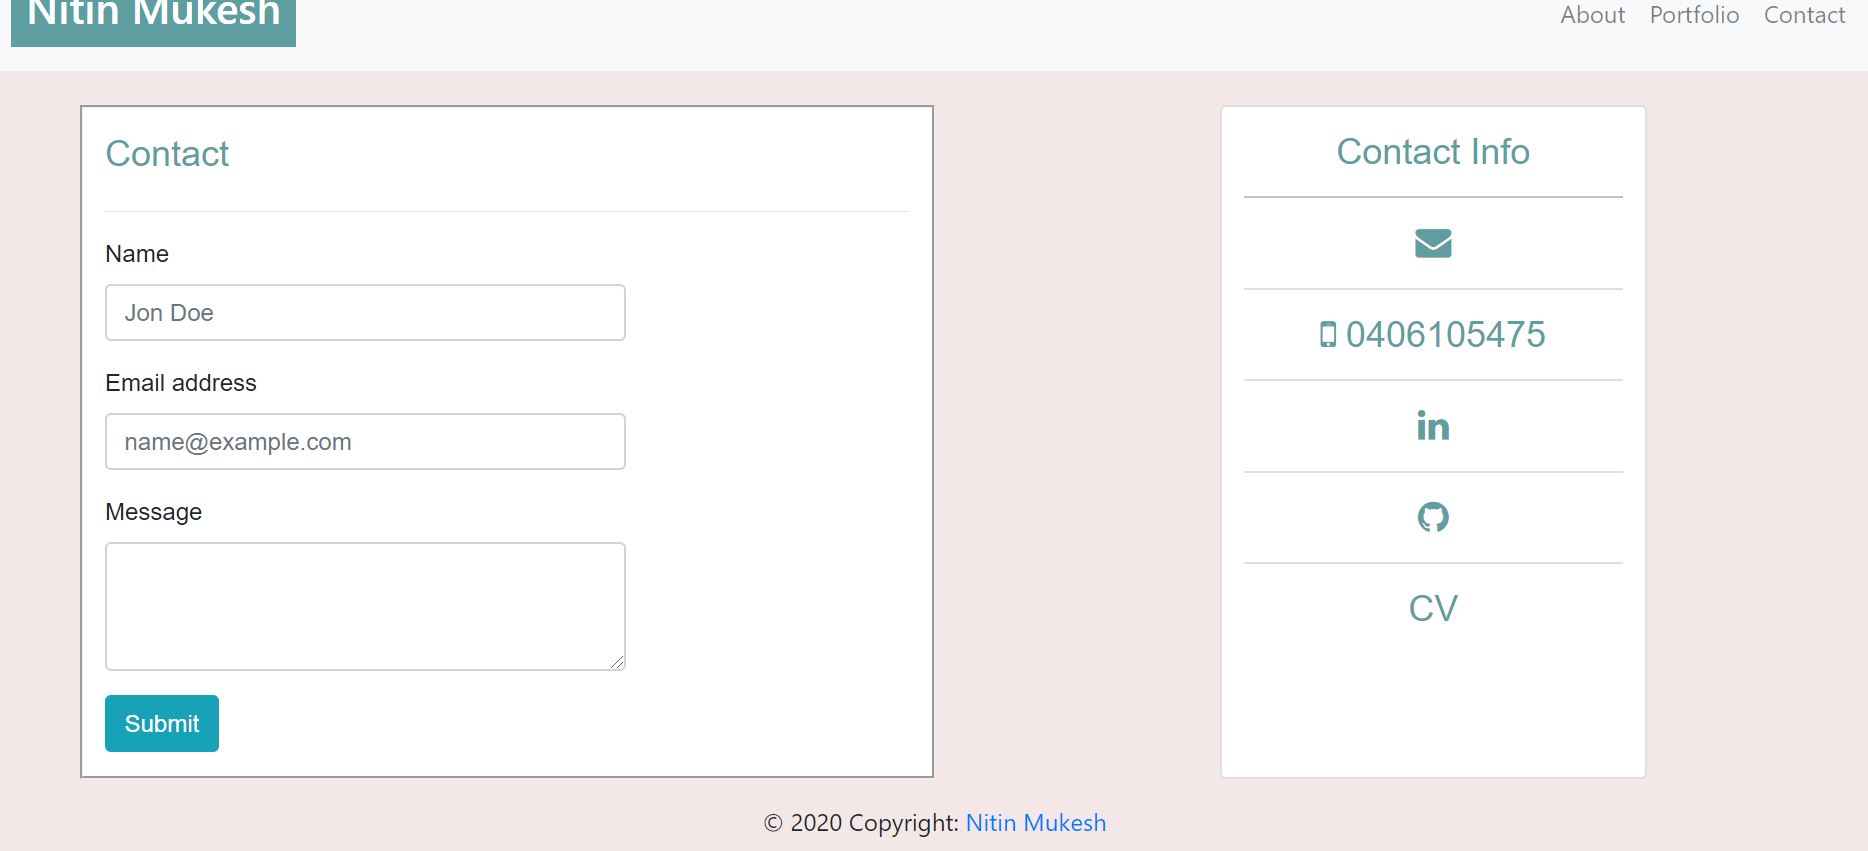 Nitin Mukesh
About Portfolio Contact
Contact
Name
Jon Doe
Email address
name@example.com
Message
Submit
Contact Info
0406105475
in
CV
© 2020 Copyright: Nitin Mukesh